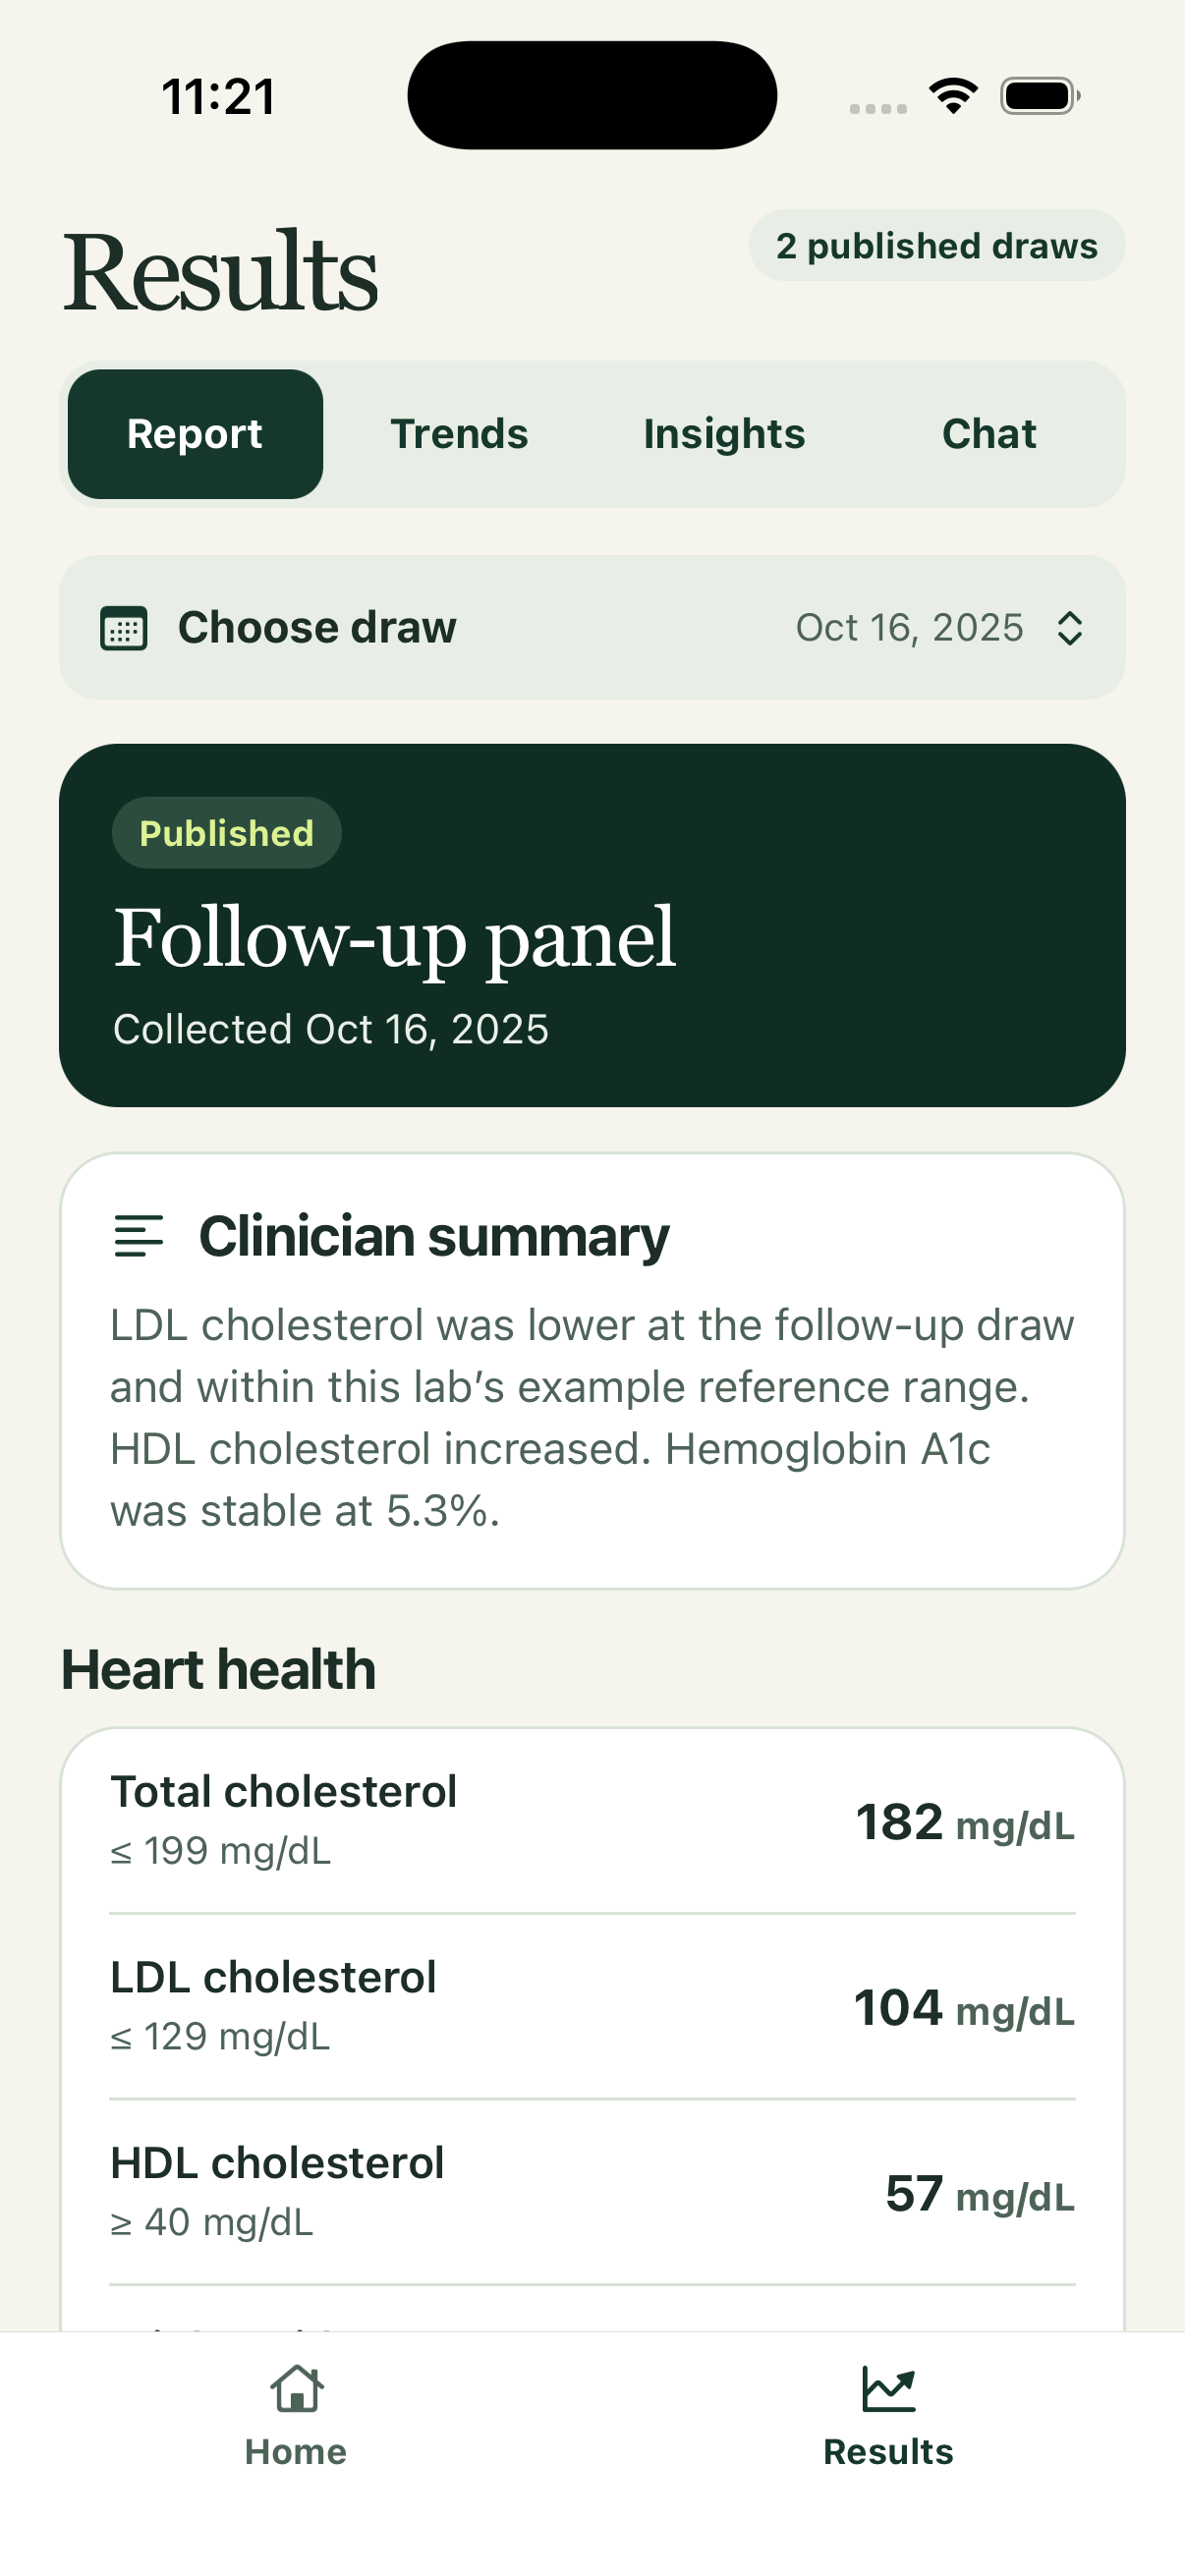 11:21
Results
2 published draws
Report
Trends
Insights
Chat
Choose draw
Oct 16, 2025
Published
Follow-up panel
Collected Oct 16, 2025
Clinician summary
LDL cholesterol was lower at the follow-up draw
and within this lab’s example reference range.
HDL cholesterol increased. Hemoglobin A1c
was stable at 5.3%.
Heart health
Total cholesterol
≤ 199 mg/dL
182 mg/dL
LDL cholesterol
≤ 129 mg/dL
104 mg/dL
HDL cholesterol
≥ 40 mg/dL
57 mg/dL
Home
Results